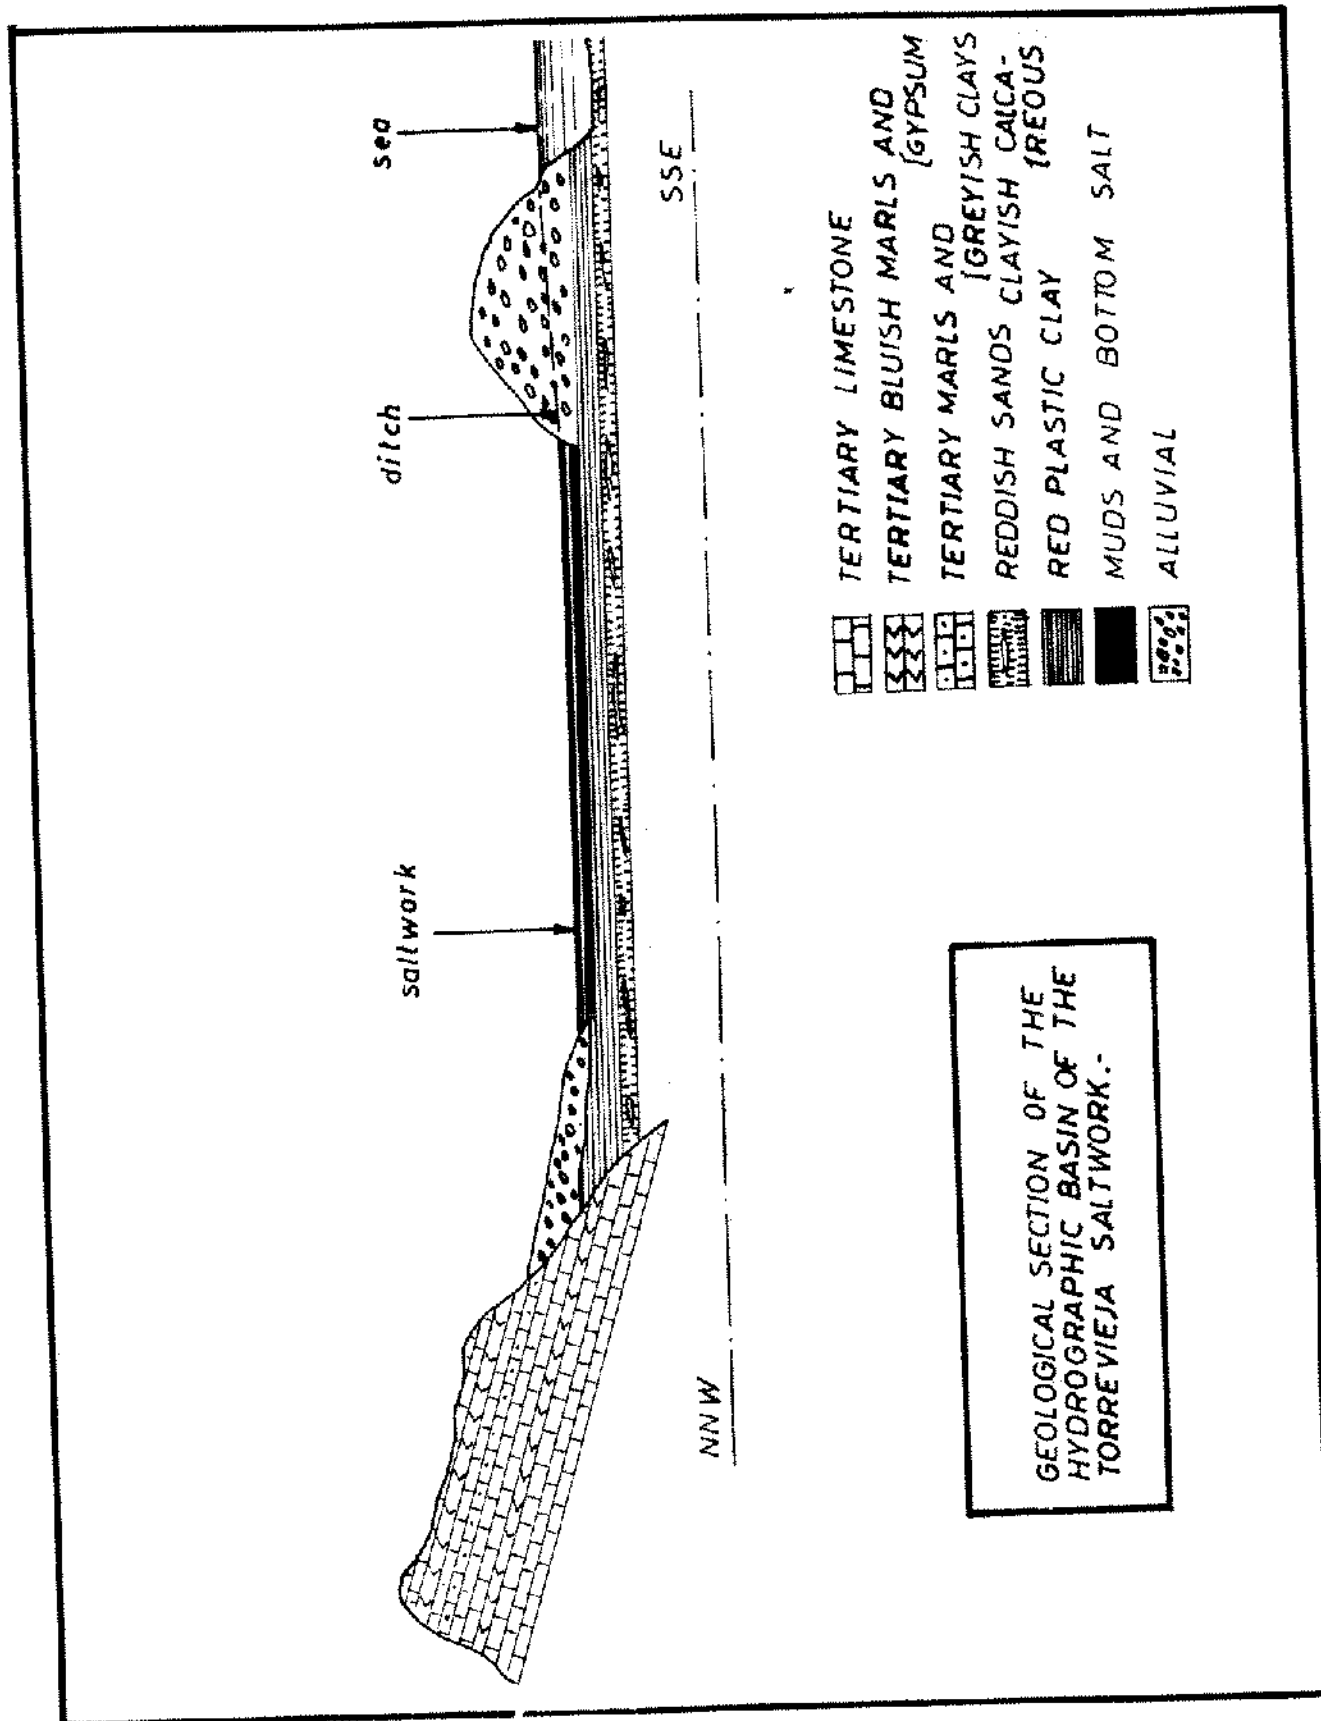 saltwork
ditch
sea
NNW
SSE
TERTIARY LIMESTONE
TERTIARY BLUISH MARLS AND
[GYPSUM
TERTIARY MARLS AND
[GREYISH CLAYS
REDDISH SANDS CLAYISH CALCA-
[REOUS
RED PLASTIC CLAY
MUDS AND BOTTOM SALT
ALLUVIAL
GEOLOGICAL SECTION OF THE
HYDROGRAPHIC BASIN OF THE
TORREVIEJA SALTWORK.-